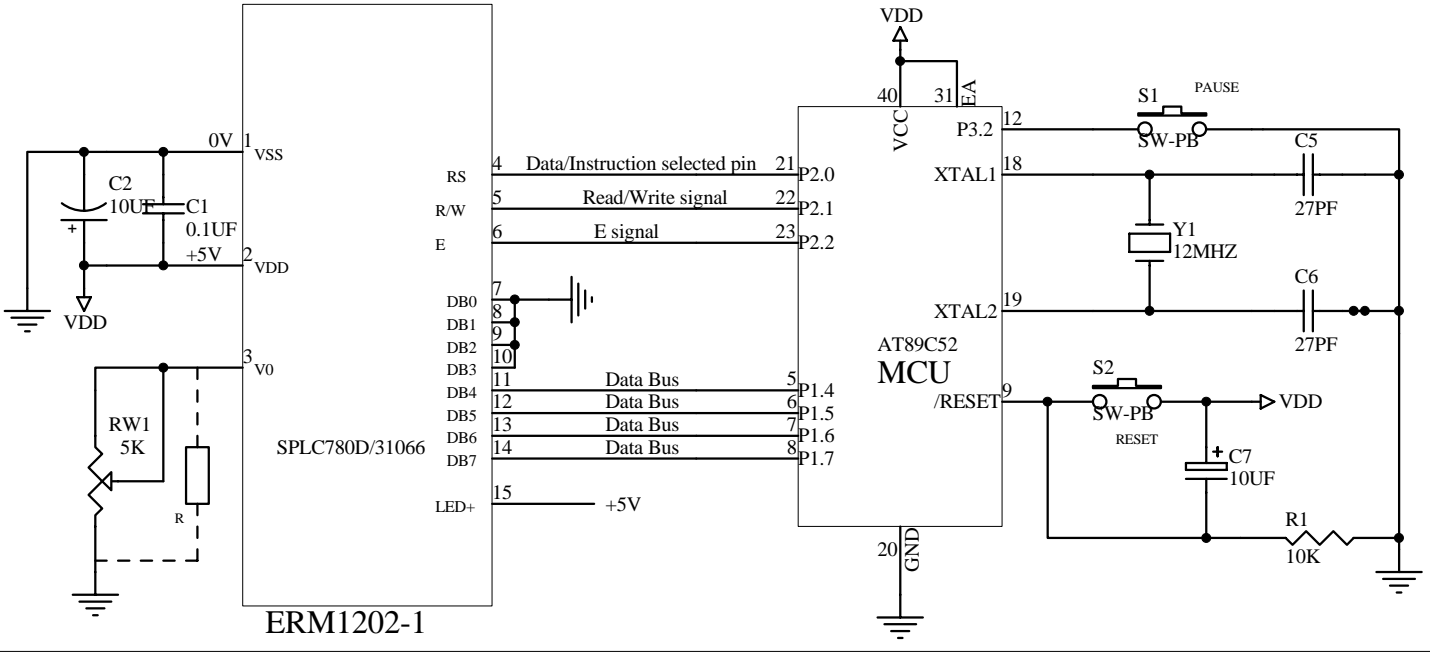 VDD
40
31
VCC
EA
S1
PAUSE
P3.2
12
SW-PB
C5
0V
1
VSS
C2
10UF
C1
0.1UF
+
+5V
2
VDD
VDD
3
V0
RW1
5K
R
SPLC780D/31066
RS
4
Data/Instruction selected pin
21
P2.0
R/W
5
Read/Write signal
22
P2.1
E
6
E signal
23
P2.2
DB0
7
DB1
8
DB2
9
DB3
10
DB4
11
Data Bus
5
P1.4
DB5
12
Data Bus
6
P1.5
DB6
13
Data Bus
7
P1.6
DB7
14
Data Bus
8
P1.7
LED+
15
+5V
XTAL1
18
27PF
Y1
12MHZ
C6
XTAL2
19
27PF
AT89C52
MCU
/RESET
9
S2
SW-PB
RESET
VDD
+
C7
10UF
R1
10K
20
GND
ERM1202-1